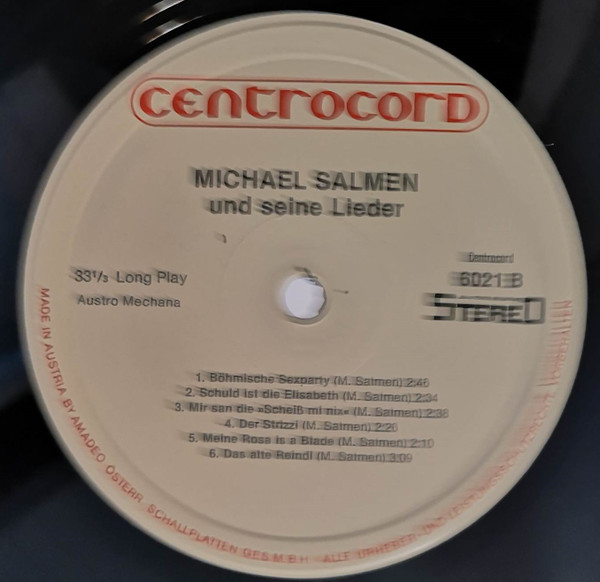 centrocord
MICHAEL SALMEN
und seine Lieder
33⅓ Long Play
Austro Mechana
Centrocord
6021 B
STEREO
1. Böhmische Sexparty (M. Salmen) 2:46
2. Schuld ist die Elisabeth (M. Salmen) 2:34
3. Mir san die »Scheiß mi nix« (M. Salmen) 2:38
4. Der Strizzi (M. Salmen) 2:26
5. Meine Rosa is a Blade (M. Salmen) 2:10
6. Das alte Reindl (M. Salmen) 3:09
MADE IN AUSTRIA BY AMADEO ÖSTERR. SCHALLPLATTEN GES.M.B.H. - ALLE URHEBER- UND